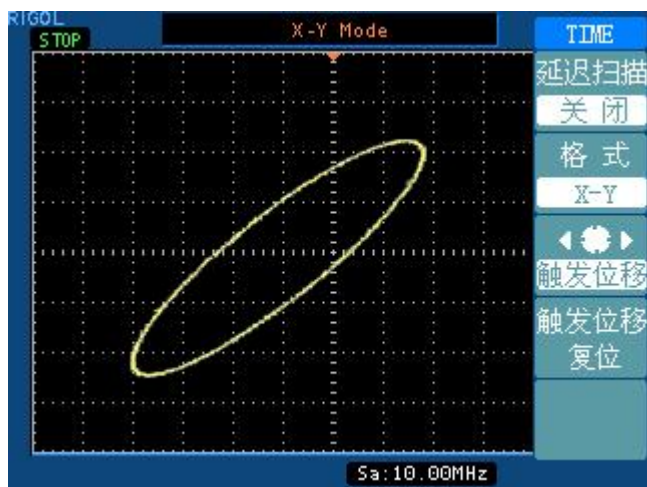 RIGOL
STOP
X-Y Mode
TIME
延迟扫描
关闭
格式
X-Y
触发位移
触发位移
复位
Sa:10.00MHz